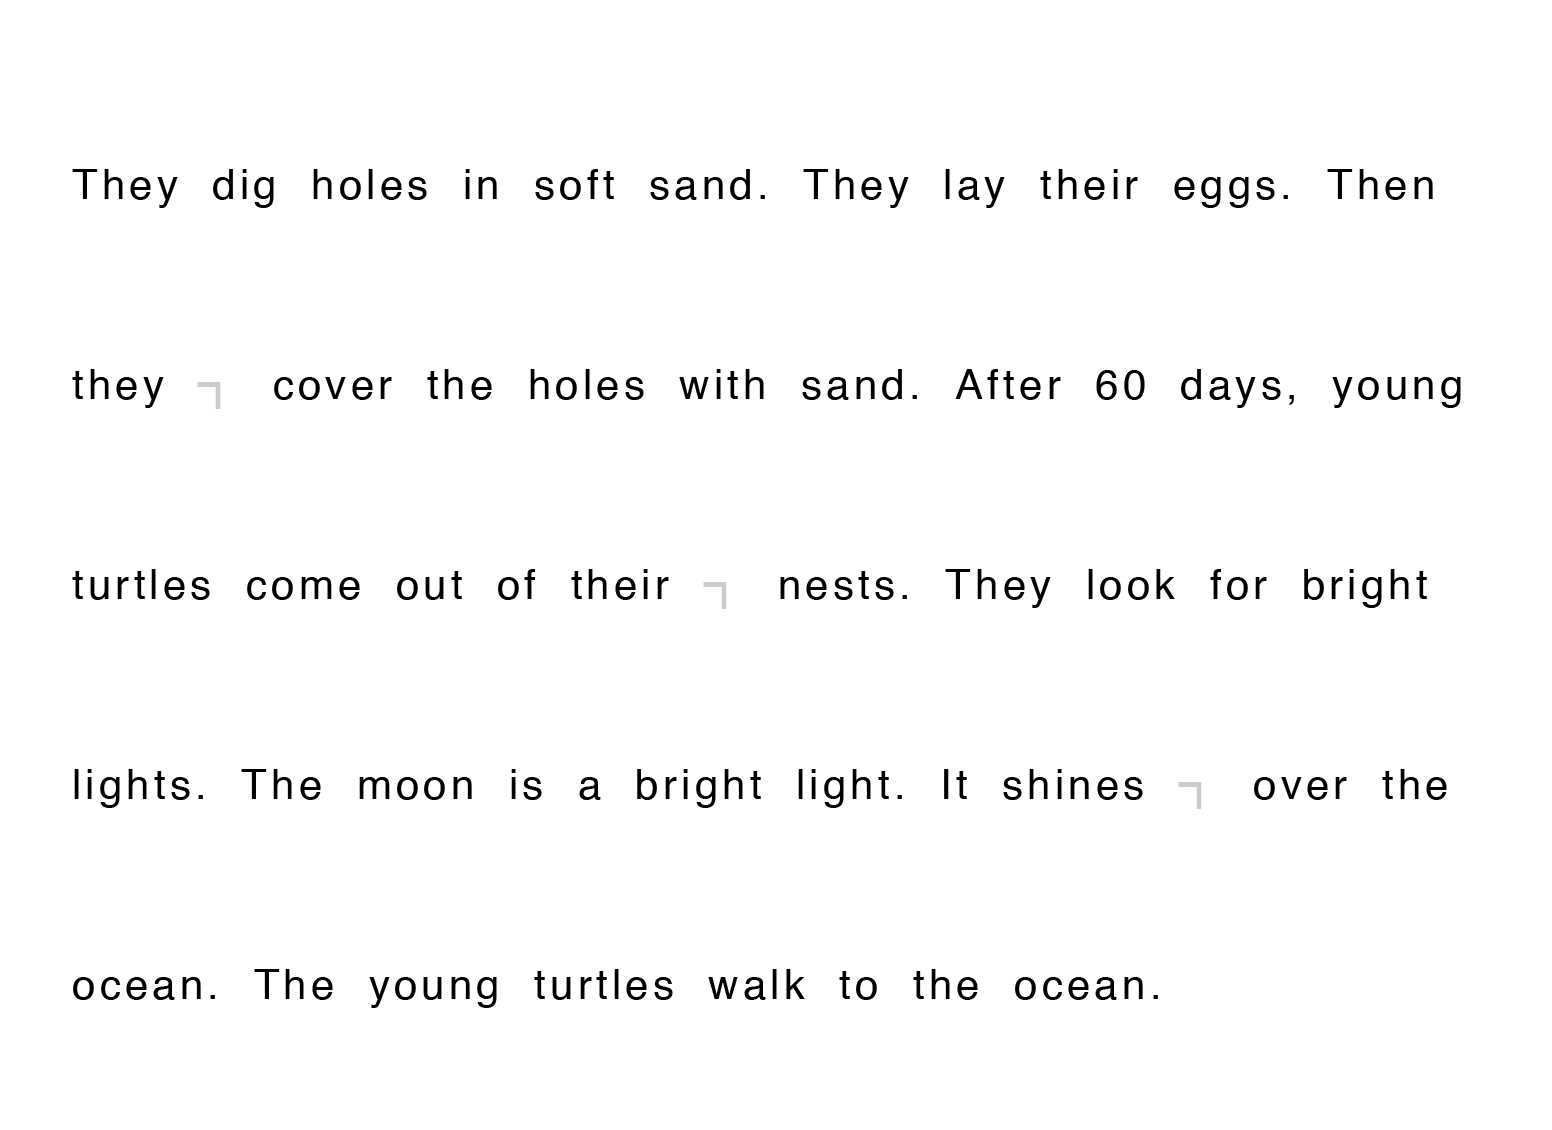 They dig holes in soft sand. They lay their eggs. Then
they ¬ cover the holes with sand. After 60 days, young
turtles come out of their ¬ nests. They look for bright
lights. The moon is a bright light. It shines ¬ over the
ocean. The young turtles walk to the ocean.